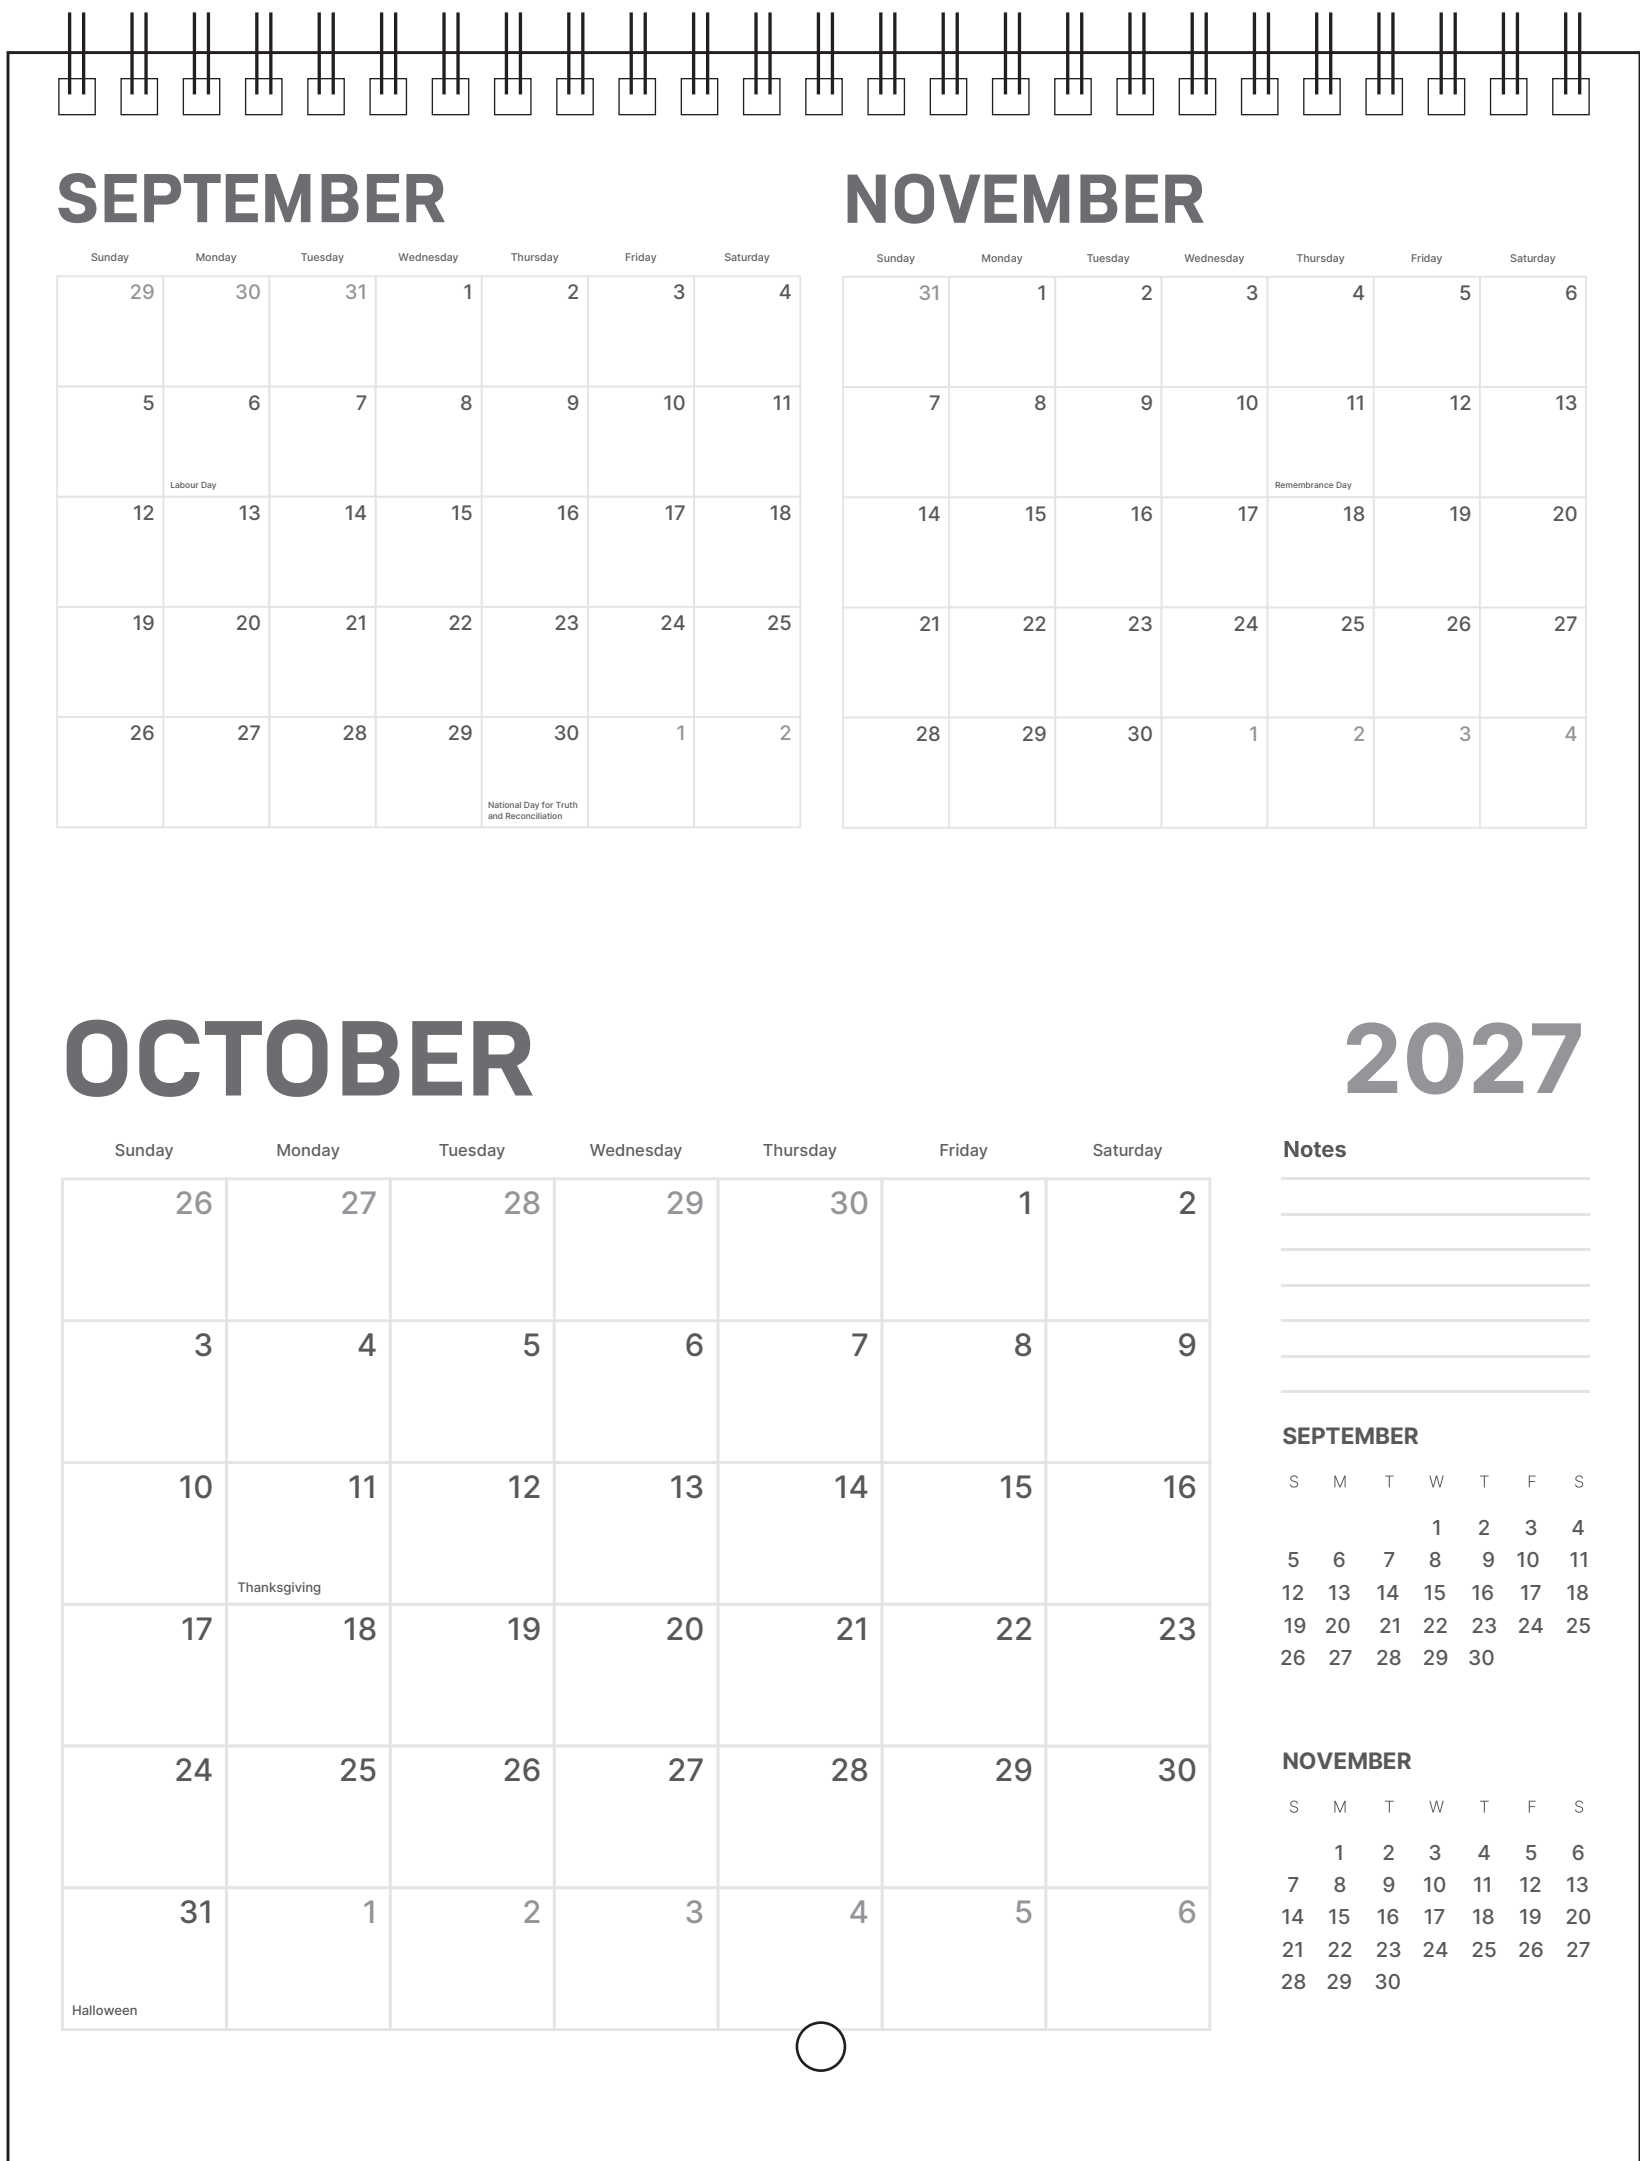 SEPTEMBER
Sunday Monday Tuesday Wednesday Thursday Friday Saturday
29 30 31 1 2 3 4
5 6 7 8 9 10 11
Labour Day
12 13 14 15 16 17 18
19 20 21 22 23 24 25
26 27 28 29 30 1 2
National Day for Truth
and Reconciliation
NOVEMBER
Sunday Monday Tuesday Wednesday Thursday Friday Saturday
31 1 2 3 4 5 6
7 8 9 10 11 12 13
Remembrance Day
14 15 16 17 18 19 20
21 22 23 24 25 26 27
28 29 30 1 2 3 4
OCTOBER
2027
Sunday Monday Tuesday Wednesday Thursday Friday Saturday
26 27 28 29 30 1 2
3 4 5 6 7 8 9
10 11 12 13 14 15 16
Thanksgiving
17 18 19 20 21 22 23
24 25 26 27 28 29 30
31 1 2 3 4 5 6
Halloween
Notes
SEPTEMBER
S M T W T F S
1 2 3 4
5 6 7 8 9 10 11
12 13 14 15 16 17 18
19 20 21 22 23 24 25
26 27 28 29 30
NOVEMBER
S M T W T F S
1 2 3 4 5 6
7 8 9 10 11 12 13
14 15 16 17 18 19 20
21 22 23 24 25 26 27
28 29 30